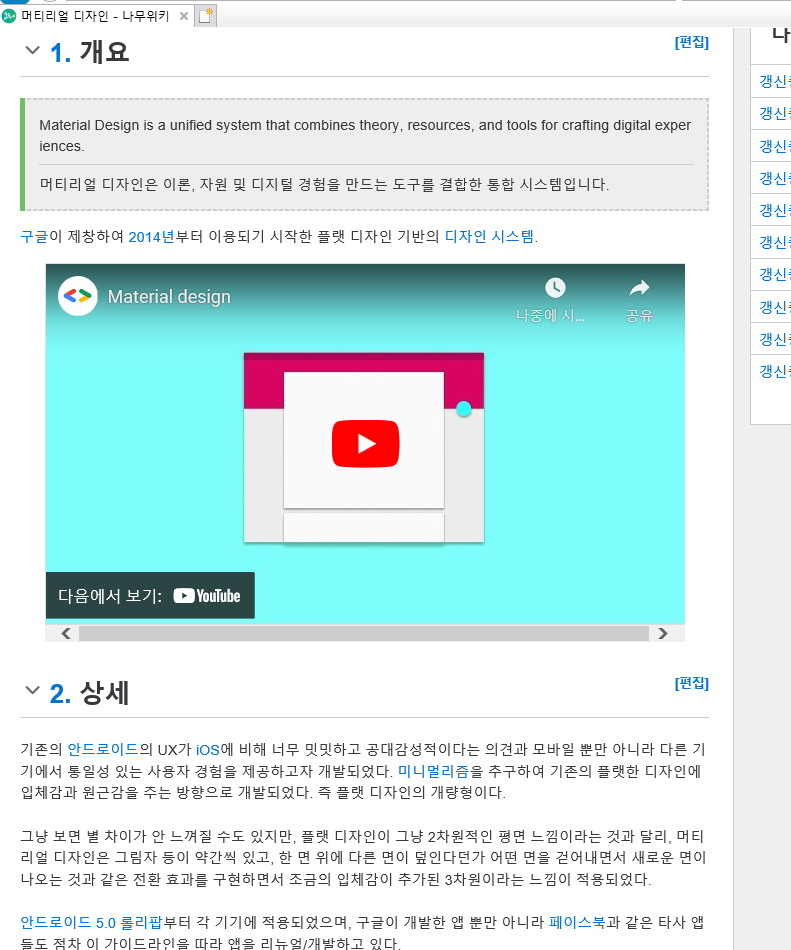 머티리얼 디자인 - 나무위키
1. 개요
[편집]
Material Design is a unified system that combines theory, resources, and tools for crafting digital exper
iences.
머티리얼 디자인은 이론, 자원 및 디지털 경험을 만드는 도구를 결합한 통합 시스템입니다.
구글이 제창하여 2014년부터 이용되기 시작한 플랫 디자인 기반의 디자인 시스템.
Material design
나중에 시...
공유
다음에서 보기: YouTube
2. 상세
[편집]
기존의 안드로이드의 UX가 iOS에 비해 너무 밋밋하고 공대감성적이다는 의견과 모바일 뿐만 아니라 다른 기
기에서 통일성 있는 사용자 경험을 제공하고자 개발되었다. 미니멀리즘을 추구하여 기존의 플랫한 디자인에
입체감과 원근감을 주는 방향으로 개발되었다. 즉 플랫 디자인의 개량형이다.
그냥 보면 별 차이가 안 느껴질 수도 있지만, 플랫 디자인이 그냥 2차원적인 평면 느낌이라는 것과 달리, 머티
리얼 디자인은 그림자 등이 약간씩 있고, 한 면 위에 다른 면이 덮인다던가 어떤 면을 걷어내면서 새로운 면이
나오는 것과 같은 전환 효과를 구현하면서 조금의 입체감이 추가된 3차원이라는 느낌이 적용되었다.
안드로이드 5.0 롤리팝부터 각 기기에 적용되었으며, 구글이 개발한 앱 뿐만 아니라 페이스북과 같은 타사 앱
들도 점차 이 가이드라인을 따라 앱을 리뉴얼/개발하고 있다.
갱신
갱신
갱신
갱신
갱신
갱신
갱신
갱신
갱신
갱신